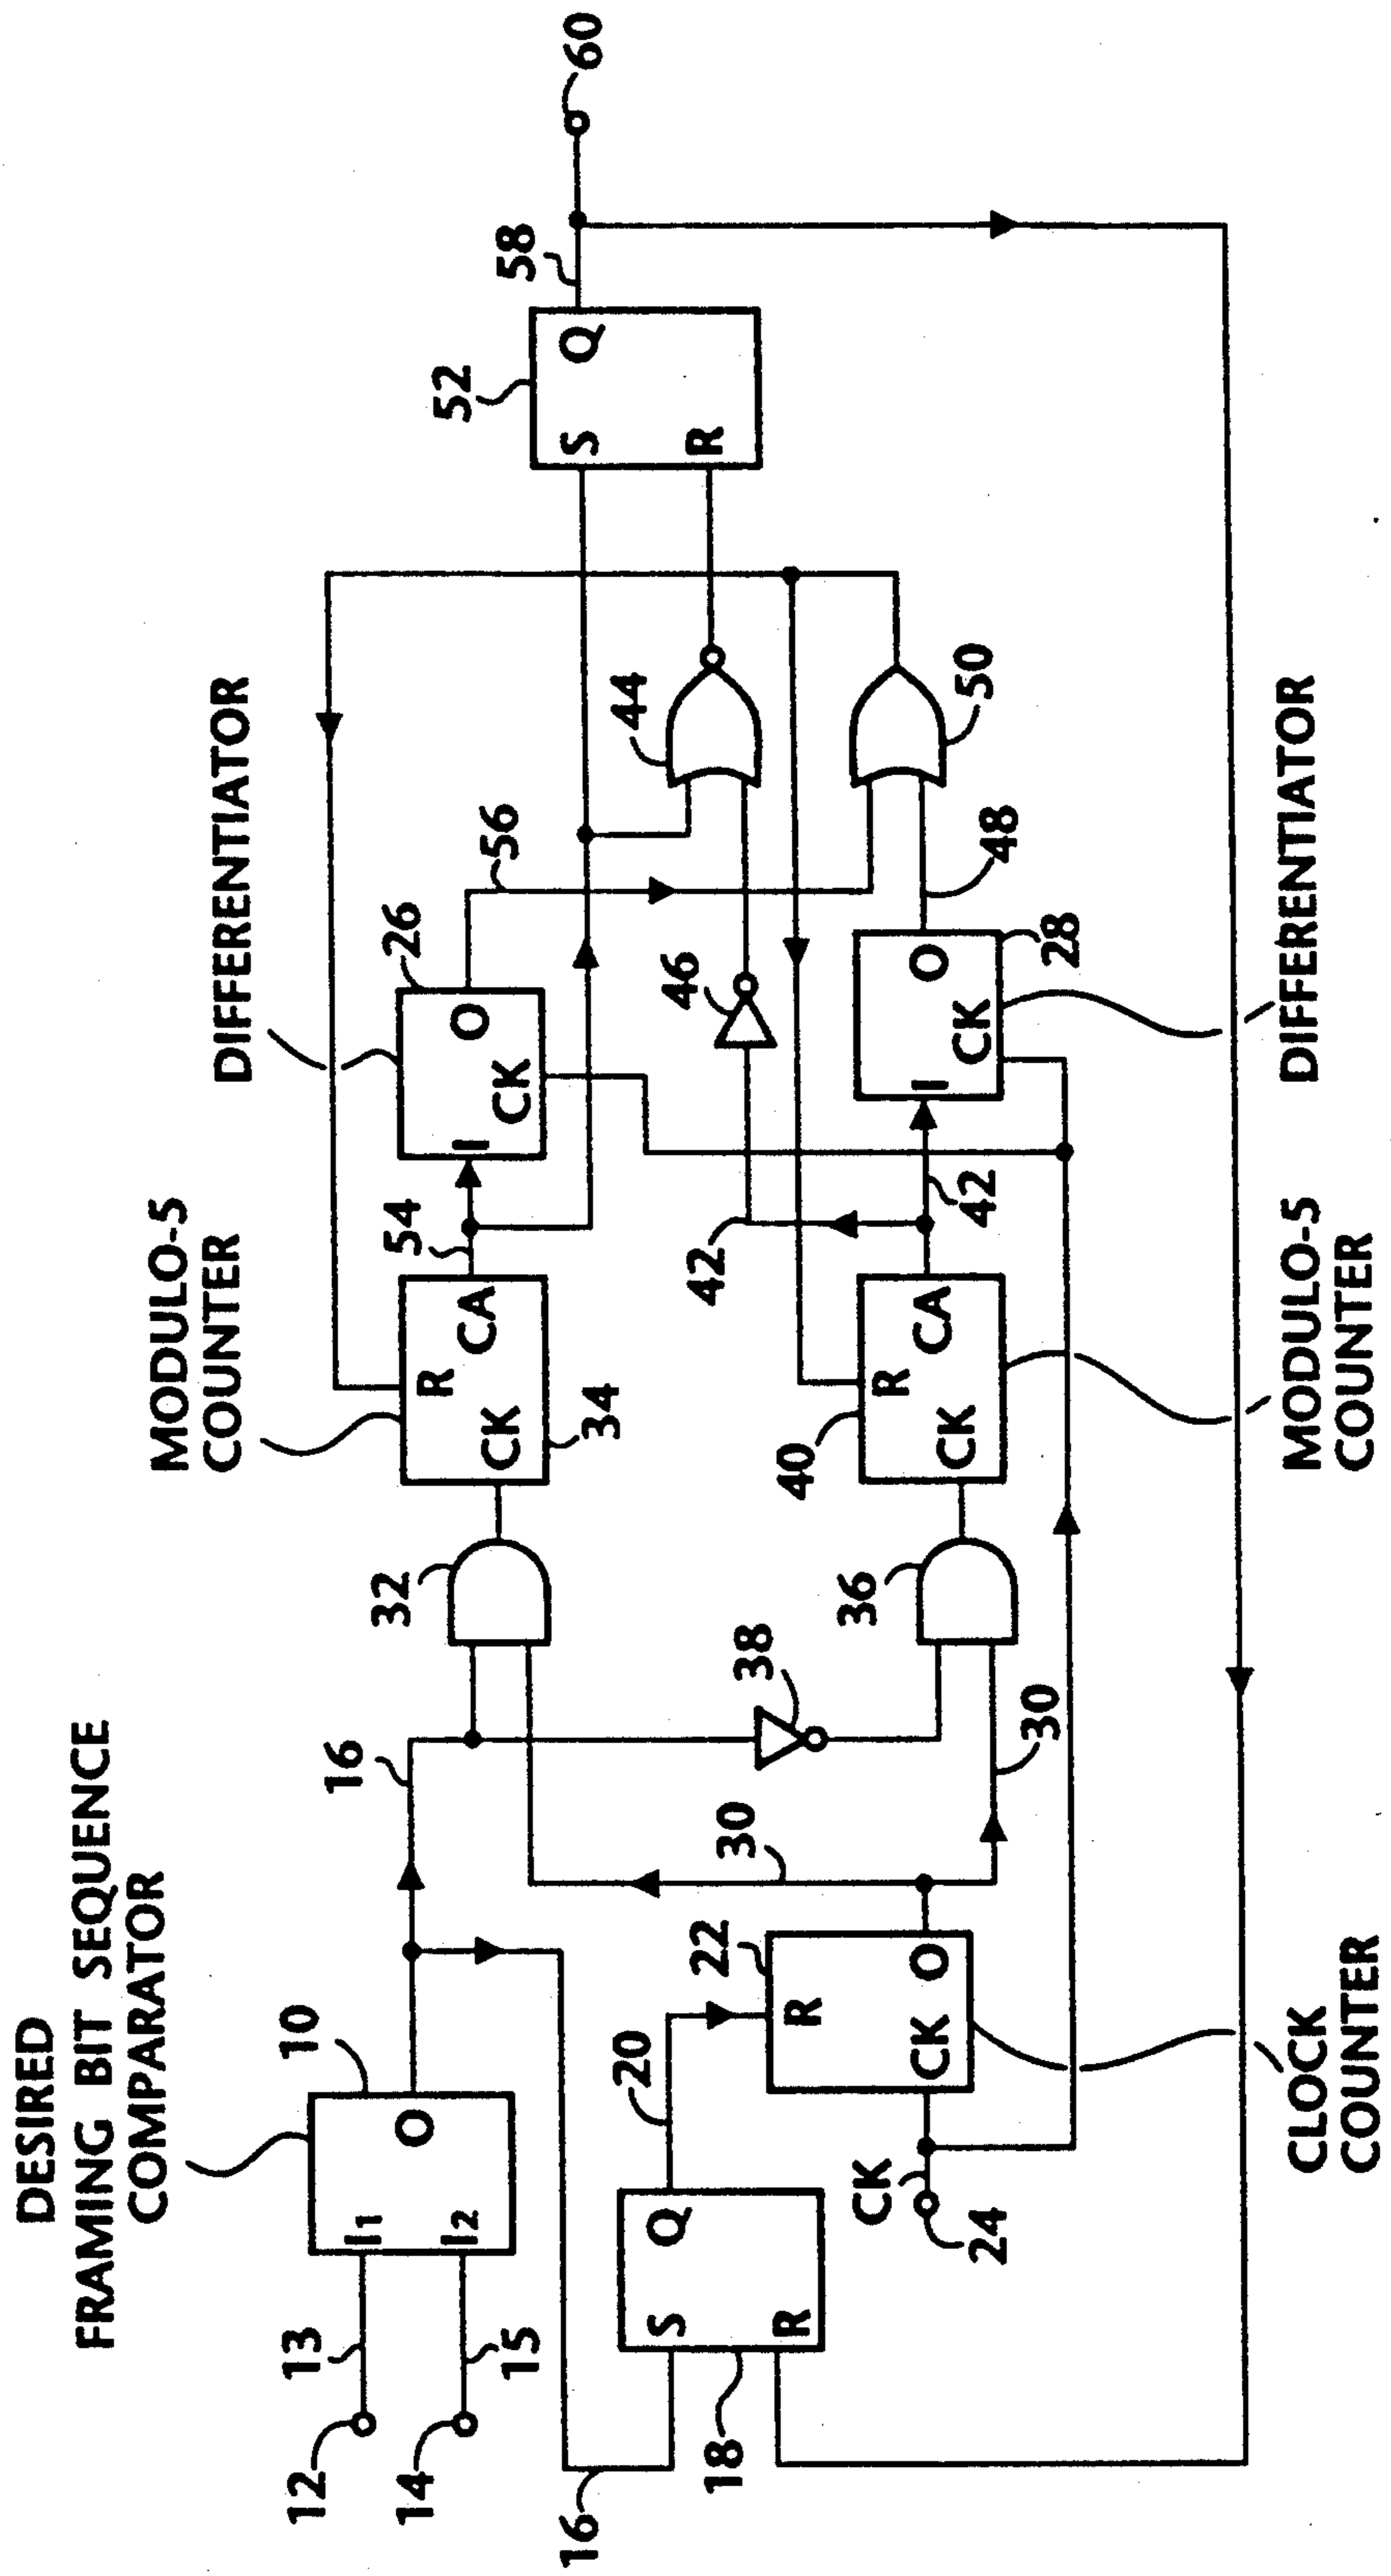 DESIRED
FRAMING BIT SEQUENCE
COMPARATOR
10
12
13
I1
O
14
15
I2
16
16
18
S
Q
R
20
22
R
CK
O
CK
24
CLOCK
COUNTER
30
30
32
38
36
MODULO-5
COUNTER
R
CK
CA
34
54
40
R
CK
CA
MODULO-5
COUNTER
42
42
DIFFERENTIATOR
26
I
O
CK
56
46
44
28
I
O
CK
DIFFERENTIATOR
48
50
52
S
Q
R
58
60